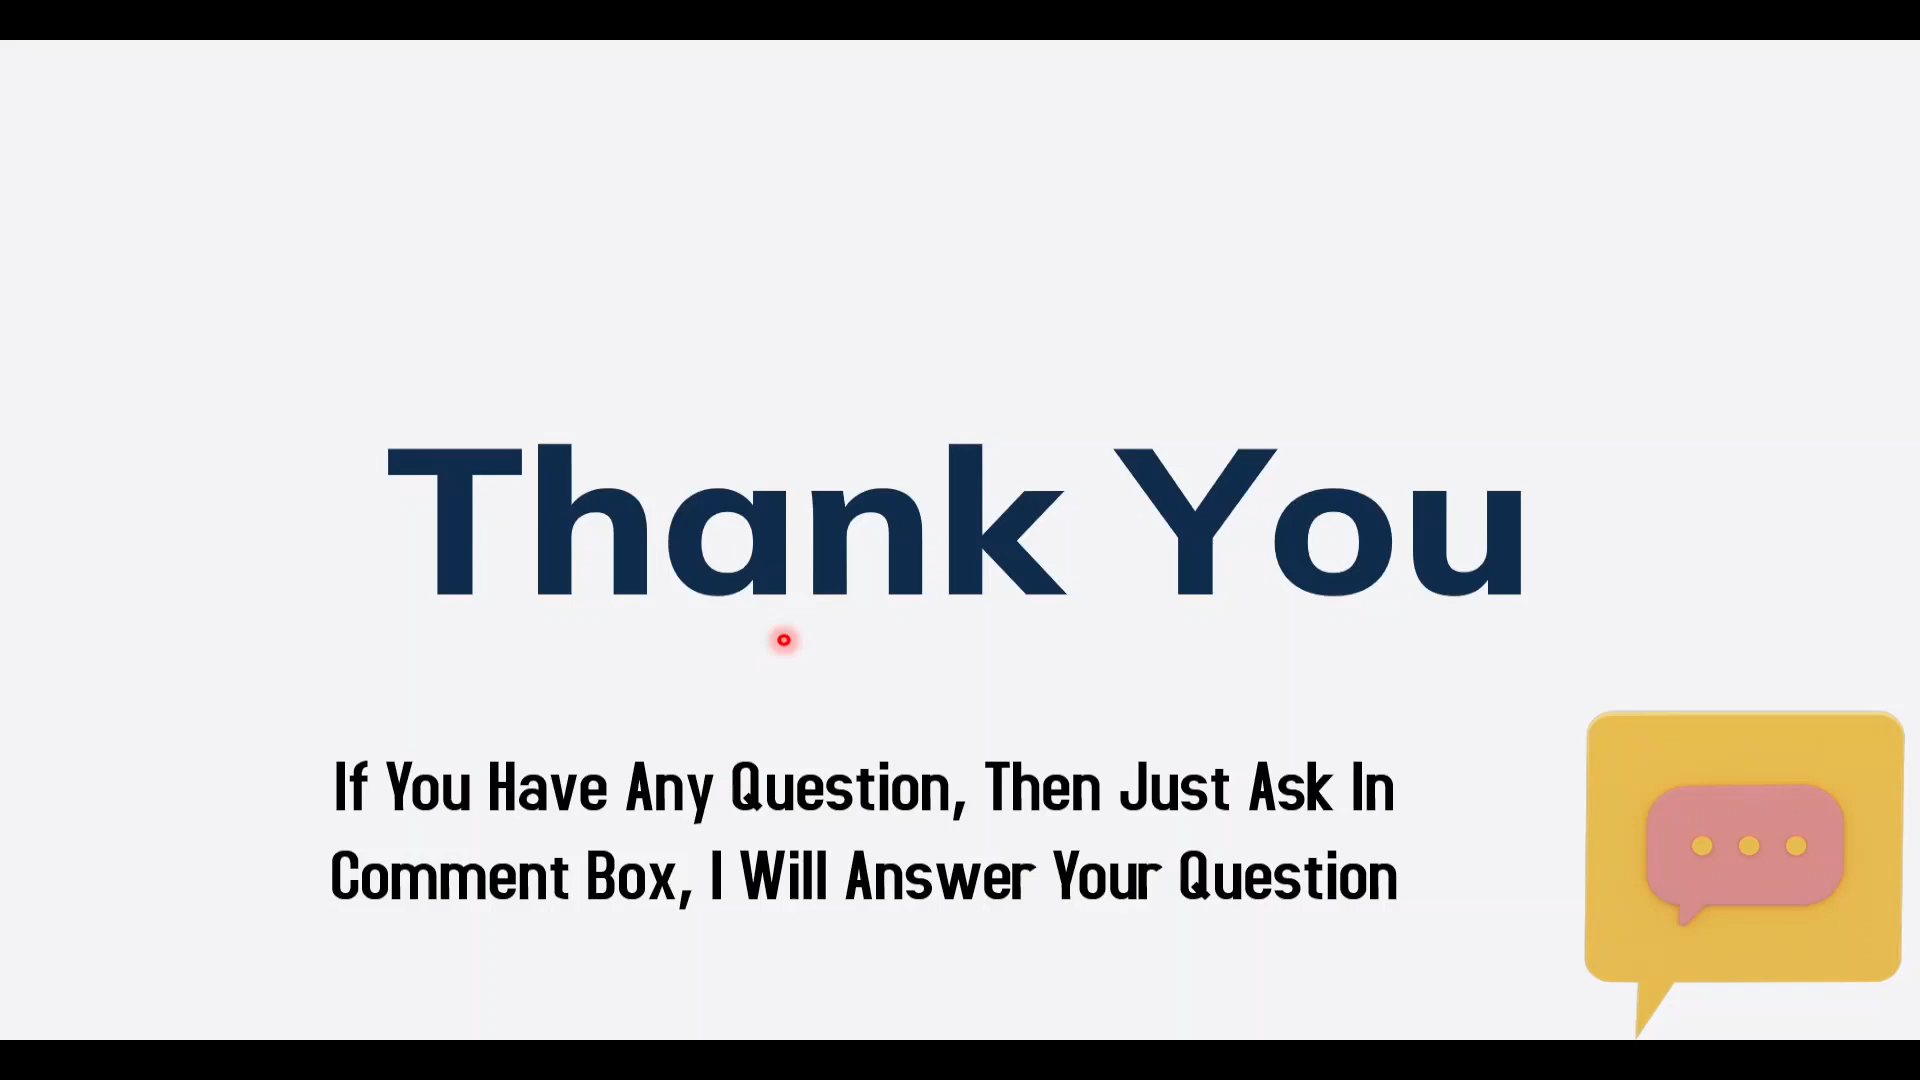 Thank You
If You Have Any Question, Then Just Ask In
Comment Box, I Will Answer Your Question